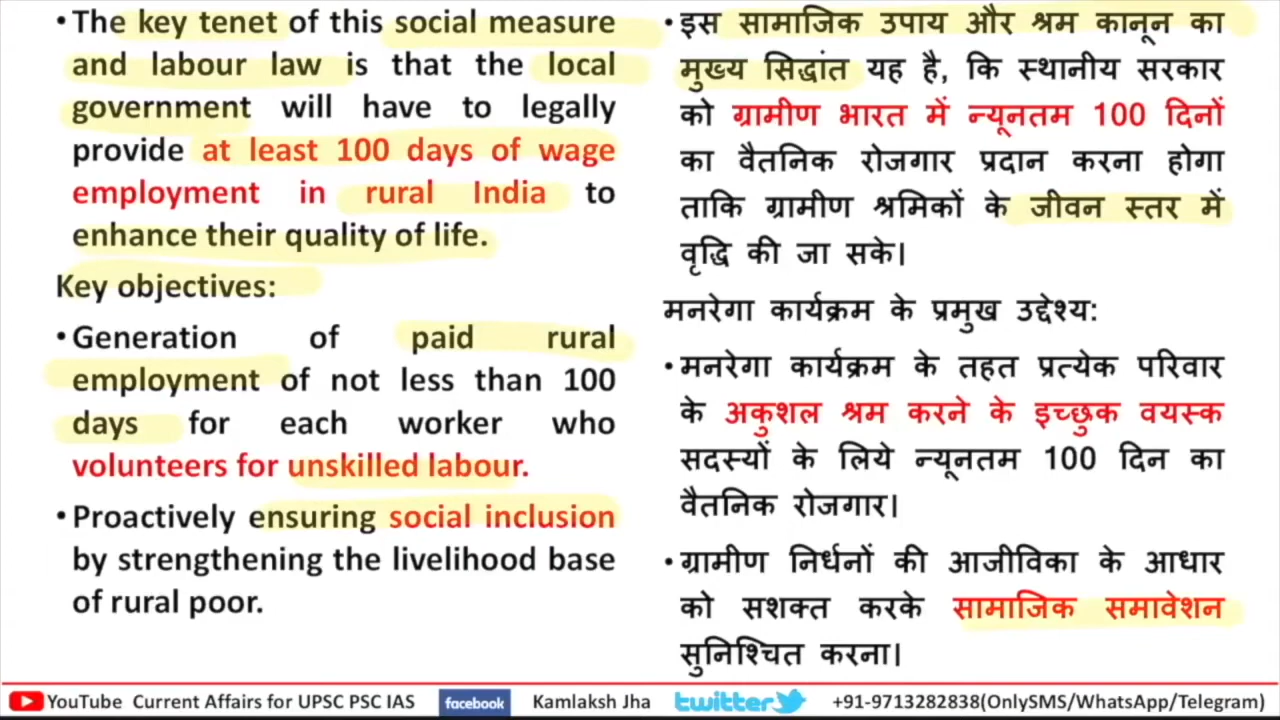 • The key tenet of this social measure
and labour law is that the local
government will have to legally
provide at least 100 days of wage
employment in rural India to
enhance their quality of life.
Key objectives:
• Generation of paid rural
employment of not less than 100
days for each worker who
volunteers for unskilled labour.
• Proactively ensuring social inclusion
by strengthening the livelihood base
of rural poor.
• इस सामाजिक उपाय और श्रम कानून का
मुख्य सिद्धांत यह है, कि स्थानीय सरकार
को ग्रामीण भारत में न्यूनतम 100 दिनों
का वैतनिक रोजगार प्रदान करना होगा
ताकि ग्रामीण श्रमिकों के जीवन स्तर में
वृद्धि की जा सके।
मनरेगा कार्यक्रम के प्रमुख उद्देश्य:
• मनरेगा कार्यक्रम के तहत प्रत्येक परिवार
के अकुशल श्रम करने के इच्छुक वयस्क
सदस्यों के लिये न्यूनतम 100 दिन का
वैतनिक रोजगार।
• ग्रामीण निर्धनों की आजीविका के आधार
को सशक्त करके सामाजिक समावेशन
सुनिश्चित करना।
YouTube Current Affairs for UPSC PSC IAS facebook Kamlaksh Jha twitter +91-9713282838(OnlySMS/WhatsApp/Telegram)